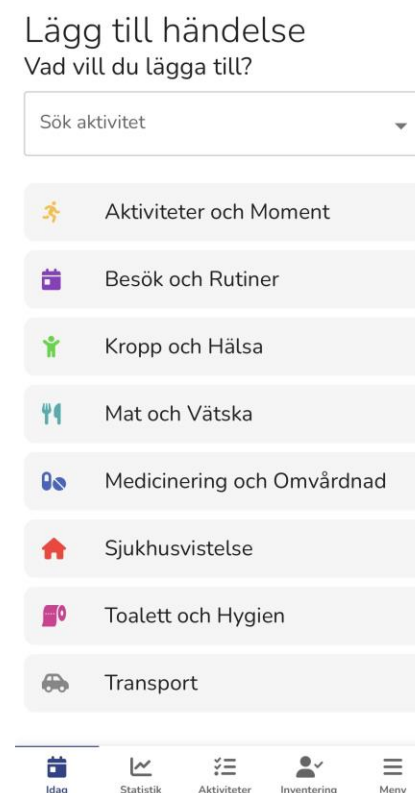 Lägg till händelse
Vad vill du lägga till?
Sök aktivitet
Aktiviteter och Moment
Besök och Rutiner
Kropp och Hälsa
Mat och Vätska
Medicinering och Omvårdnad
Sjukhusvistelse
Toalett och Hygien
Transport
Idag Statistik Aktiviteter Inventering Meny